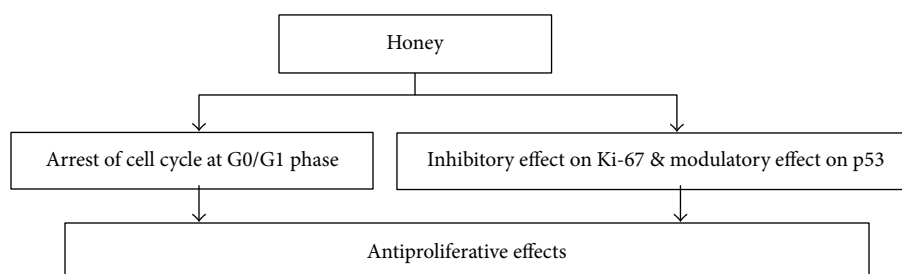 Honey
Arrest of cell cycle at G0/G1 phase
Inhibitory effect on Ki-67 & modulatory effect on p53
Antiproliferative effects